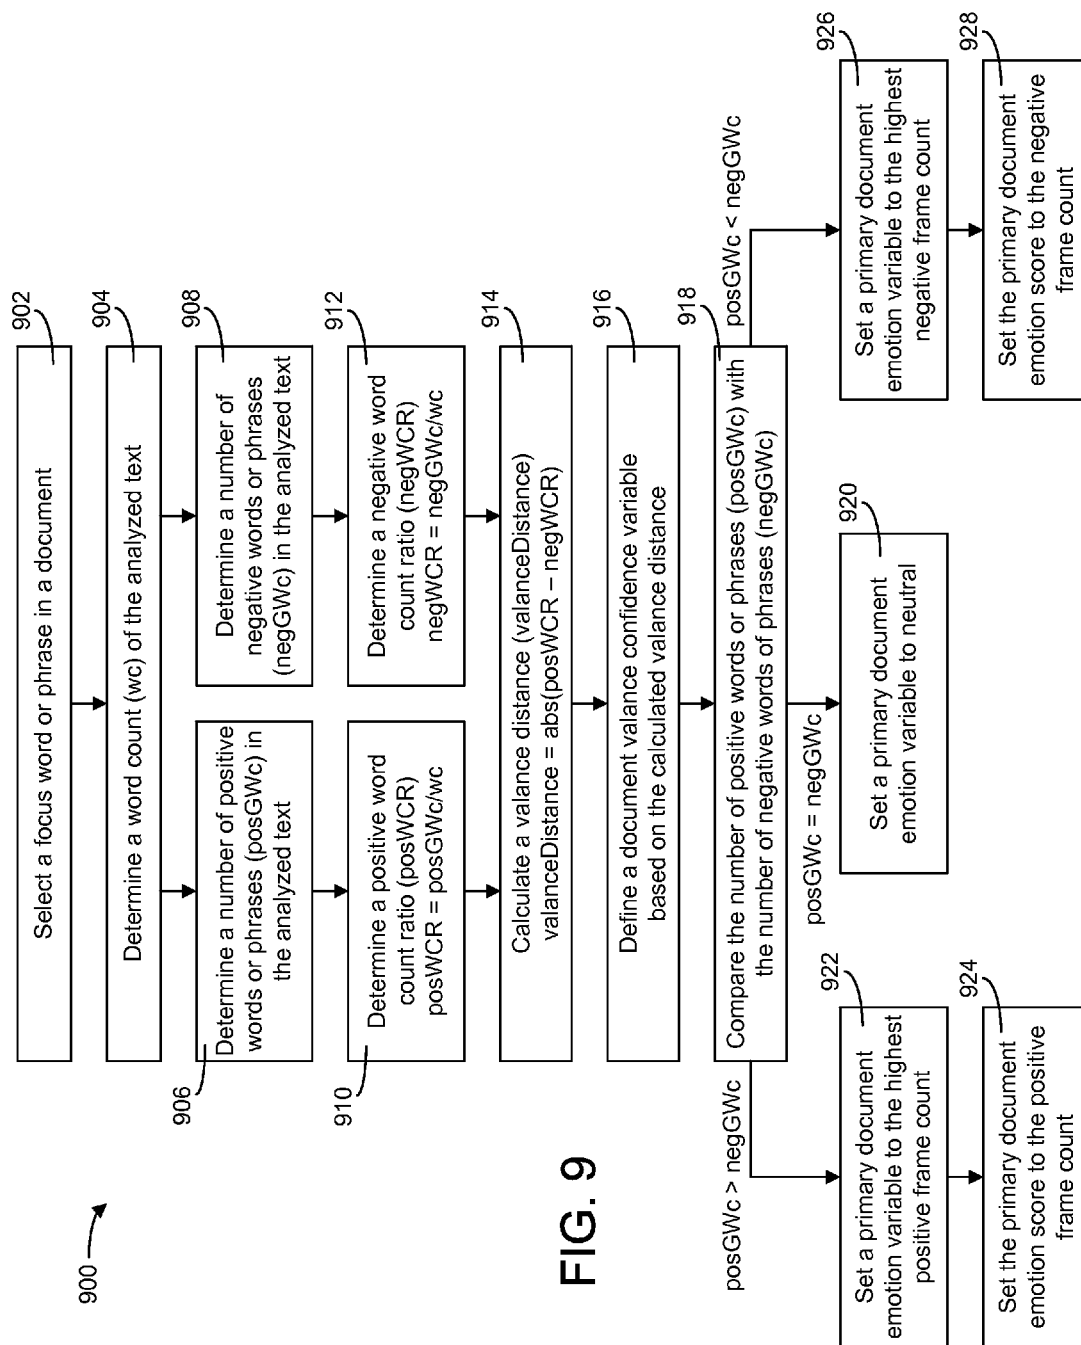 900
902
Select a focus word or phrase in a document
904
Determine a word count (wc) of the analyzed text
906
Determine a number of positive
words or phrases (posGWc) in
the analyzed text
908
Determine a number of
negative words or phrases
(negGWc) in the analyzed text
910
Determine a positive word
count ratio (posWCR)
posWCR = posGWc/wc
912
Determine a negative word
count ratio (negWCR)
negWCR = negGWc/wc
914
Calculate a valance distance (valanceDistance)
valanceDistance = abs(posWCR – negWCR)
916
Define a document valance confidence variable
based on the calculated valance distance
918
Compare the number of positive words or phrases (posGWc) with
the number of negative words of phrases (negGWc)
posGWc > negGWc
posGWc = negGWc
posGWc < negGWc
922
Set a primary document
emotion variable to the highest
positive frame count
920
Set a primary document
emotion variable to neutral
926
Set a primary document
emotion variable to the highest
negative frame count
924
Set the primary document
emotion score to the positive
frame count
928
Set the primary document
emotion score to the negative
frame count
FIG. 9